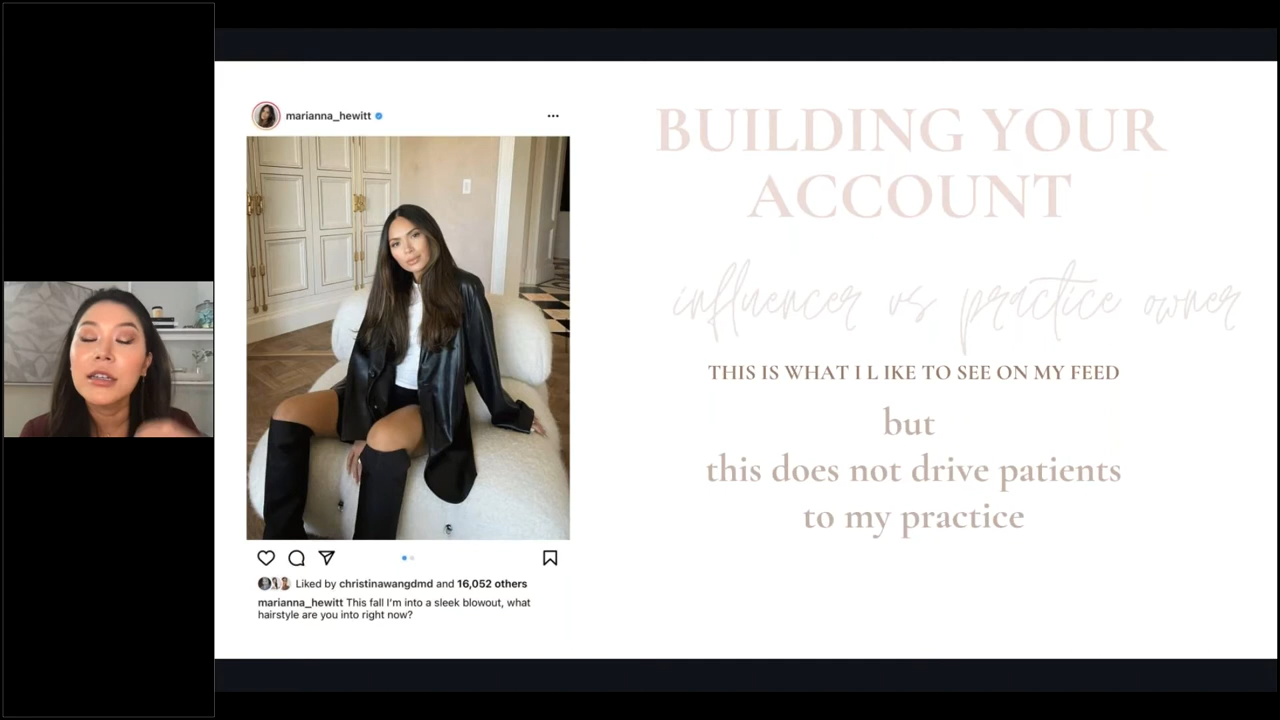 marianna_hewitt
BUILDING YOUR
ACCOUNT
influencer vs practice owner
THIS IS WHAT I L IKE TO SEE ON MY FEED
but
this does not drive patients
to my practice
Liked by christinawangdmd and 16,052 others
marianna_hewitt This fall I'm into a sleek blowout, what
hairstyle are you into right now?